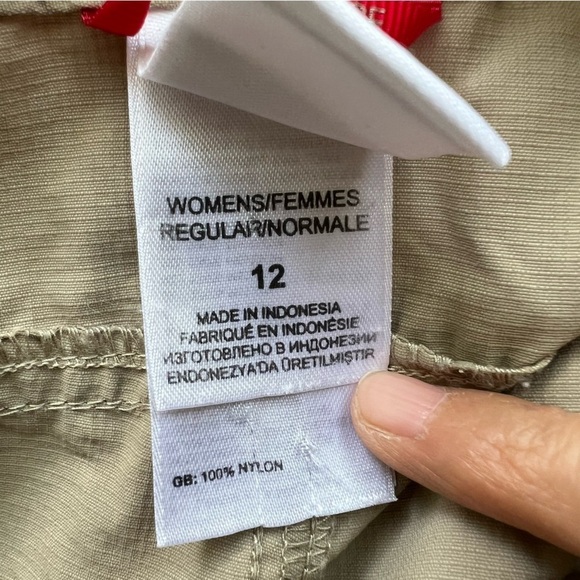 WOMENS/FEMMES
REGULAR/NORMALE
12
MADE IN INDONESIA
FABRIQUÉ EN INDONÉSIE
ИЗГОТОВЛЕНО В ИНДОНЕЗИИ
ENDONEZYA'DA ÜRETILMIŞTIR
GB: 100% NYLON